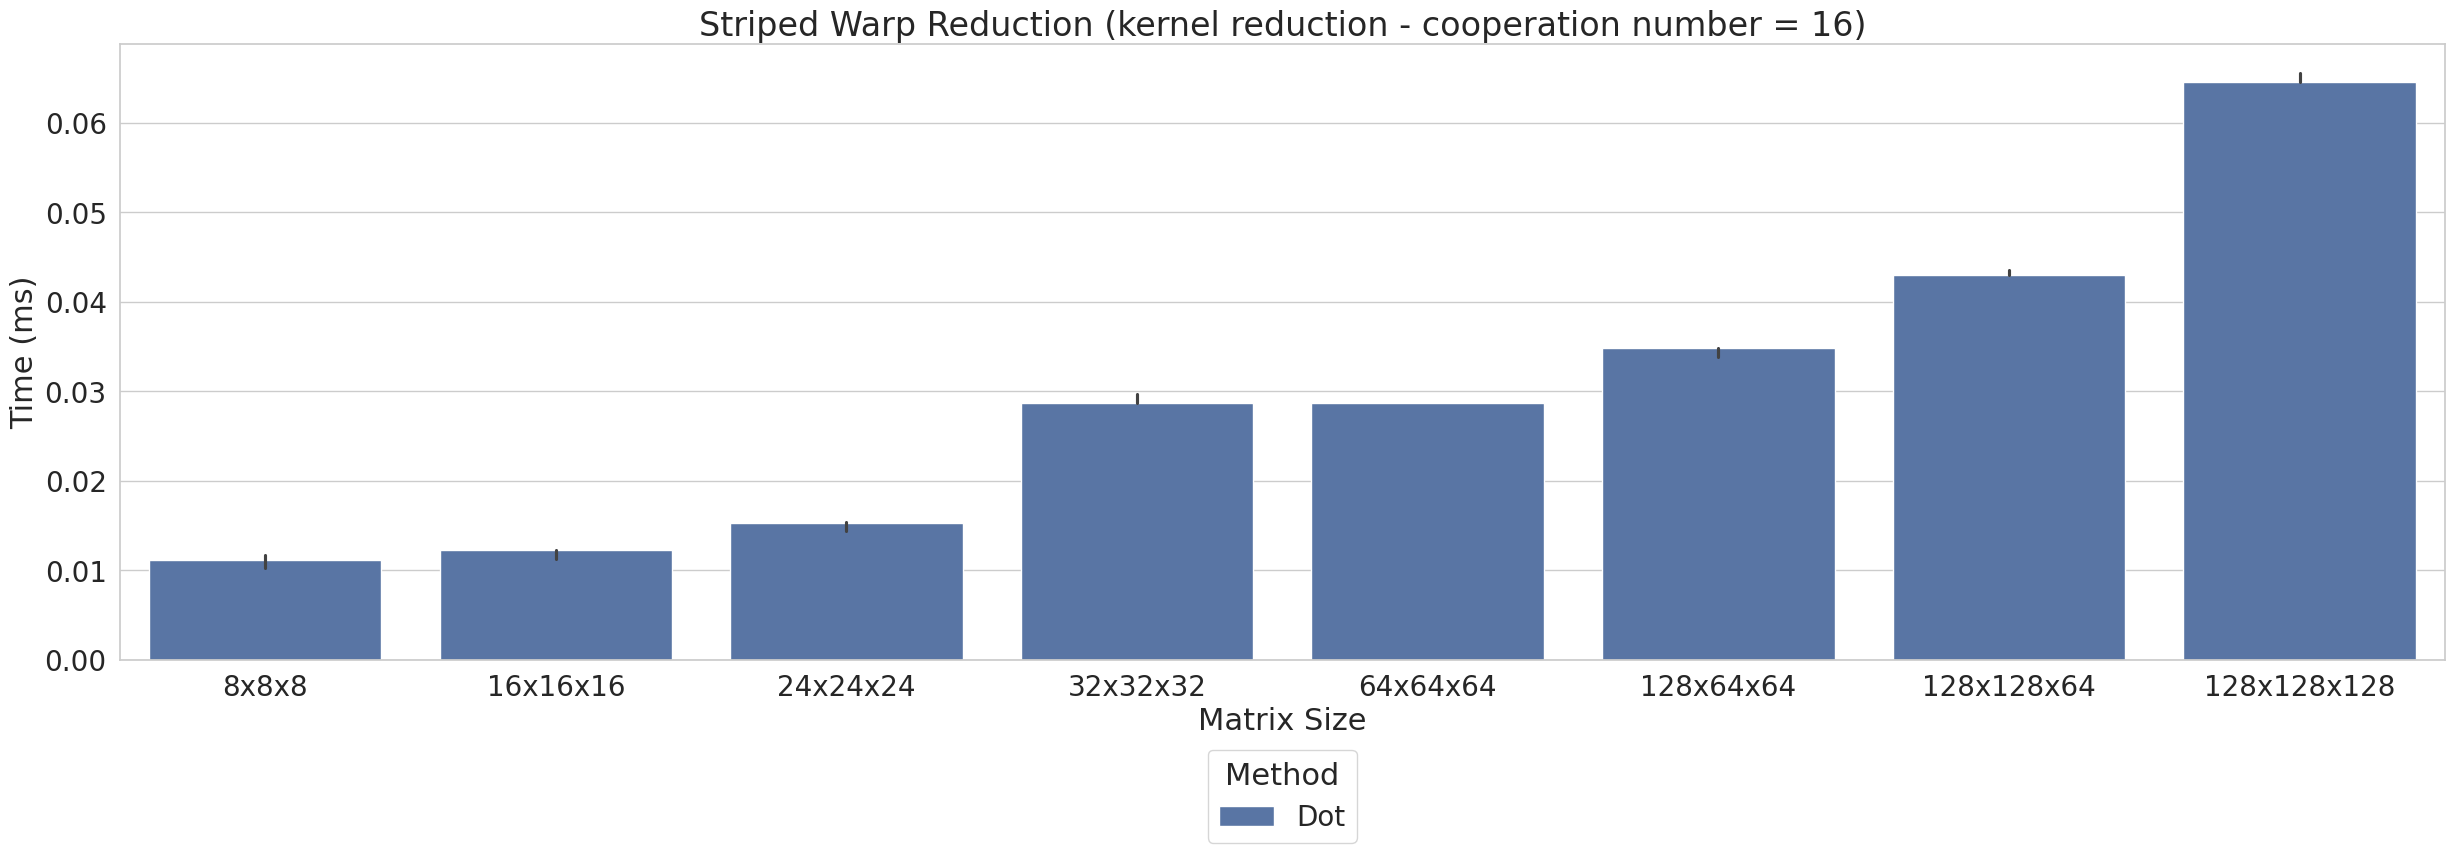 Striped Warp Reduction (kernel reduction - cooperation number = 16)
Time (ms)
0.06
0.05
0.04
0.03
0.02
0.01
0.00
8x8x8 16x16x16 24x24x24 32x32x32 64x64x64 128x64x64 128x128x64 128x128x128
Matrix Size
Method
Dot